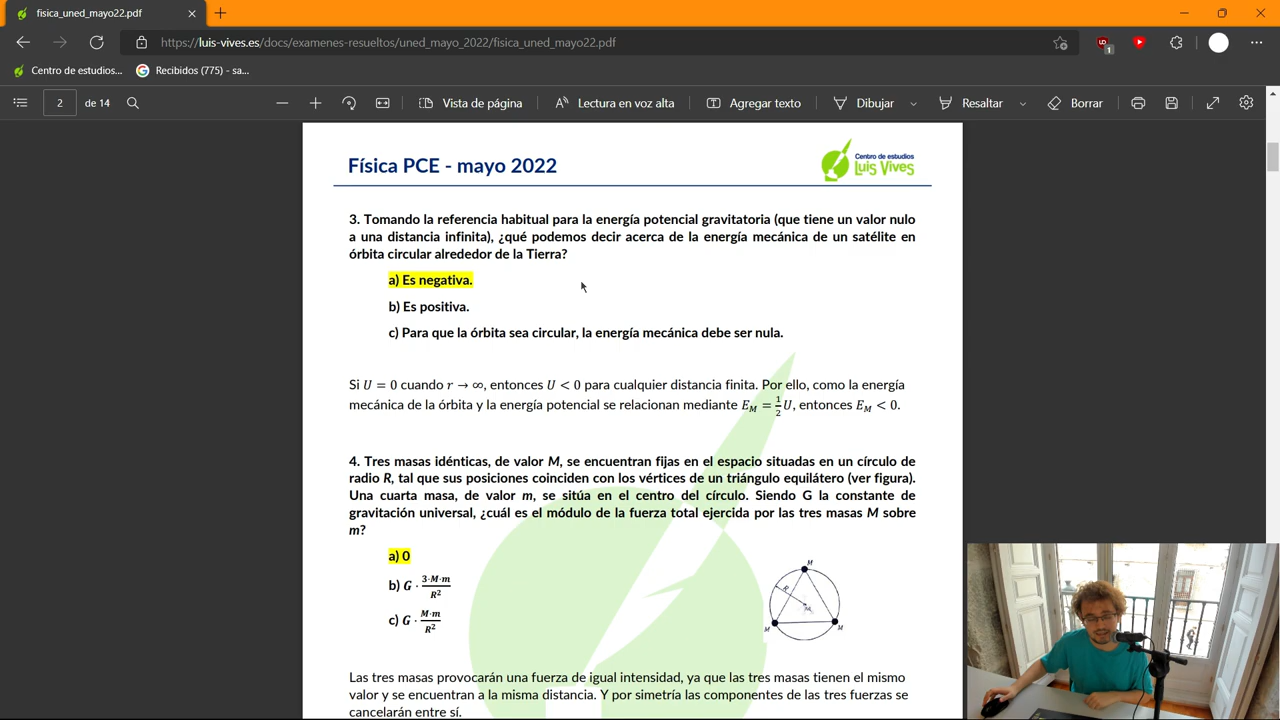 fisica_uned_mayo22.pdf
https://luis-vives.es/docs/examenes-resueltos/uned_mayo_2022/fisica_uned_mayo22.pdf
1
Centro de estudios...
Recibidos (775) - sa...
2
de 14
Vista de página
Lectura en voz alta
Agregar texto
Dibujar
Resaltar
Borrar
Física PCE - mayo 2022
Centro de estudios
Luis Vives
3. Tomando la referencia habitual para la energía potencial gravitatoria (que tiene un valor nulo
a una distancia infinita), ¿qué podemos decir acerca de la energía mecánica de un satélite en
órbita circular alrededor de la Tierra?
a) Es negativa.
b) Es positiva.
c) Para que la órbita sea circular, la energía mecánica debe ser nula.
Si U = 0 cuando r → ∞, entonces U < 0 para cualquier distancia finita. Por ello, como la energía
mecánica de la órbita y la energía potencial se relacionan mediante E_M = 1/2 U, entonces E_M < 0.
4. Tres masas idénticas, de valor M, se encuentran fijas en el espacio situadas en un círculo de
radio R, tal que sus posiciones coinciden con los vértices de un triángulo equilátero (ver figura).
Una cuarta masa, de valor m, se sitúa en el centro del círculo. Siendo G la constante de
gravitación universal, ¿cuál es el módulo de la fuerza total ejercida por las tres masas M sobre
m?
a) 0
b) G · 3·M·m/R²
c) G · M·m/R²
M
R
M
M
Las tres masas provocarán una fuerza de igual intensidad, ya que las tres masas tienen el mismo
valor y se encuentran a la misma distancia. Y por simetría las componentes de las tres fuerzas se
cancelarán entre sí.